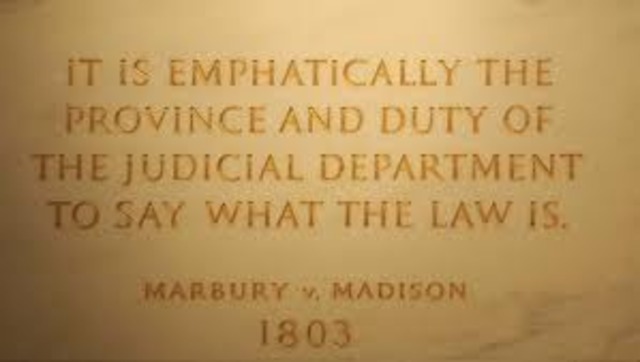 IT IS EMPHATICALLY THE
PROVINCE AND DUTY OF
THE JUDICIAL DEPARTMENT
TO SAY WHAT THE LAW IS.
MARBURY v. MADISON
1803